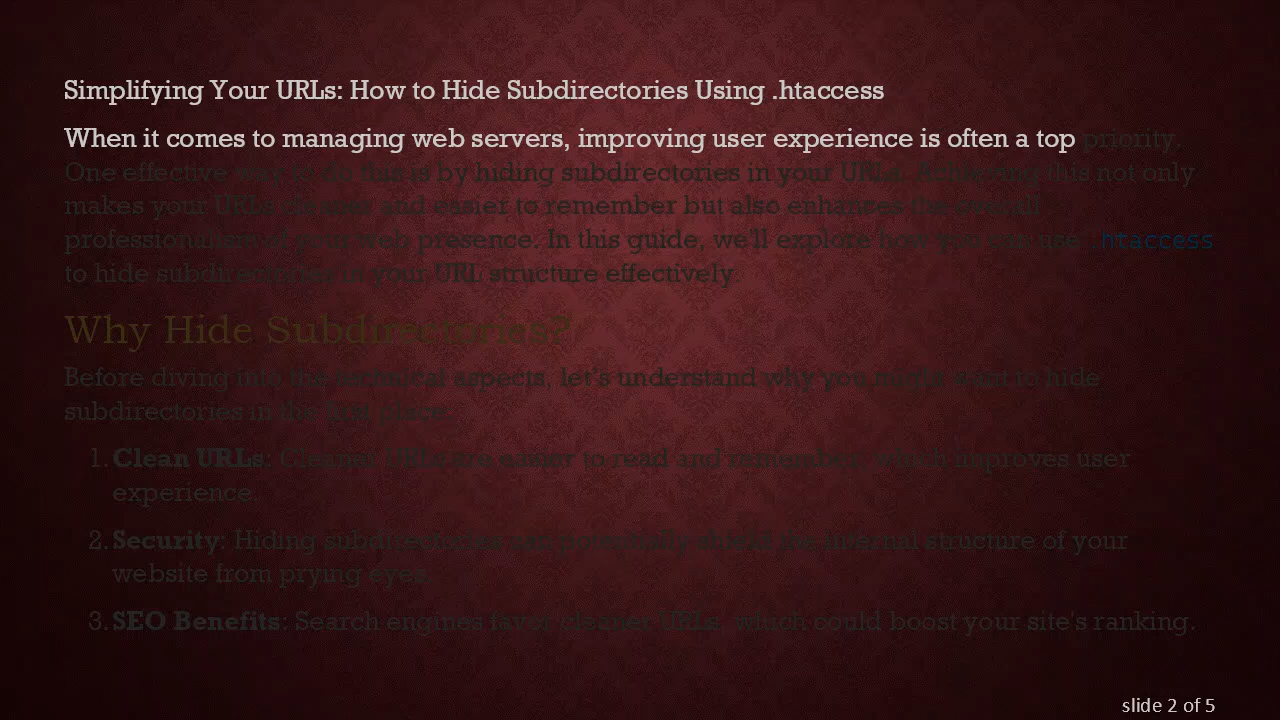 Simplifying Your URLs: How to Hide Subdirectories Using .htaccess
When it comes to managing web servers, improving user experience is often a top priority.
One effective way to do this is by hiding subdirectories in your URLs. Achieving this not only
makes your URLs cleaner and easier to remember but also enhances the overall
professionalism of your web presence. In this guide, we'll explore how you can use .htaccess
to hide subdirectories in your URL structure effectively.
Why Hide Subdirectories?
Before diving into the technical aspects, let's understand why you might want to hide
subdirectories in the first place:
1. Clean URLs: Cleaner URLs are easier to read and remember, which improves user
experience.
2. Security: Hiding subdirectories can potentially shield the internal structure of your
website from prying eyes.
3. SEO Benefits: Search engines favor cleaner URLs, which could boost your site's ranking.
slide 2 of 5